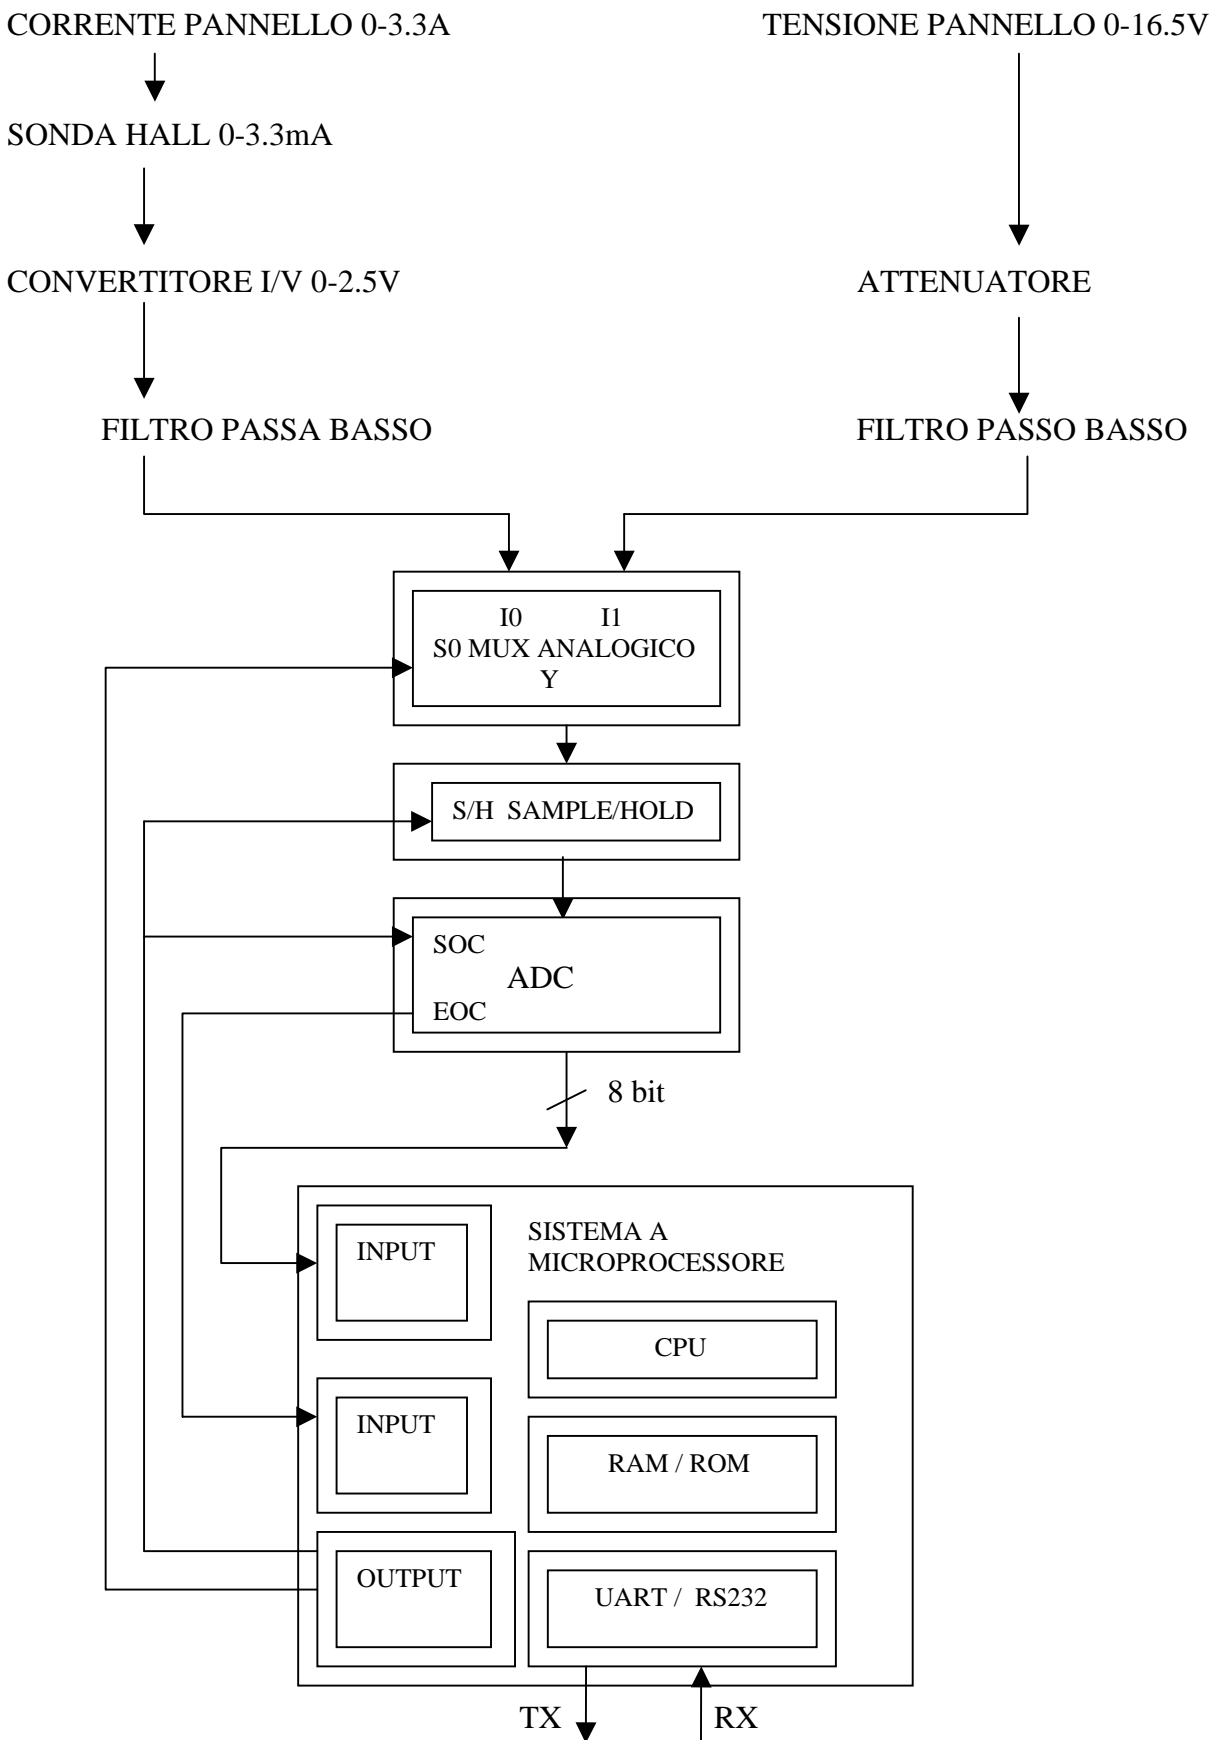 CORRENTE PANNELLO 0-3.3A
TENSIONE PANNELLO 0-16.5V
SONDA HALL 0-3.3mA
CONVERTITORE I/V 0-2.5V
ATTENUATORE
FILTRO PASSA BASSO
FILTRO PASSO BASSO
I0 I1
S0 MUX ANALOGICO
Y
S/H SAMPLE/HOLD
SOC
ADC
EOC
8 bit
SISTEMA A
MICROPROCESSORE
INPUT
CPU
INPUT
RAM / ROM
OUTPUT
UART / RS232
TX
RX